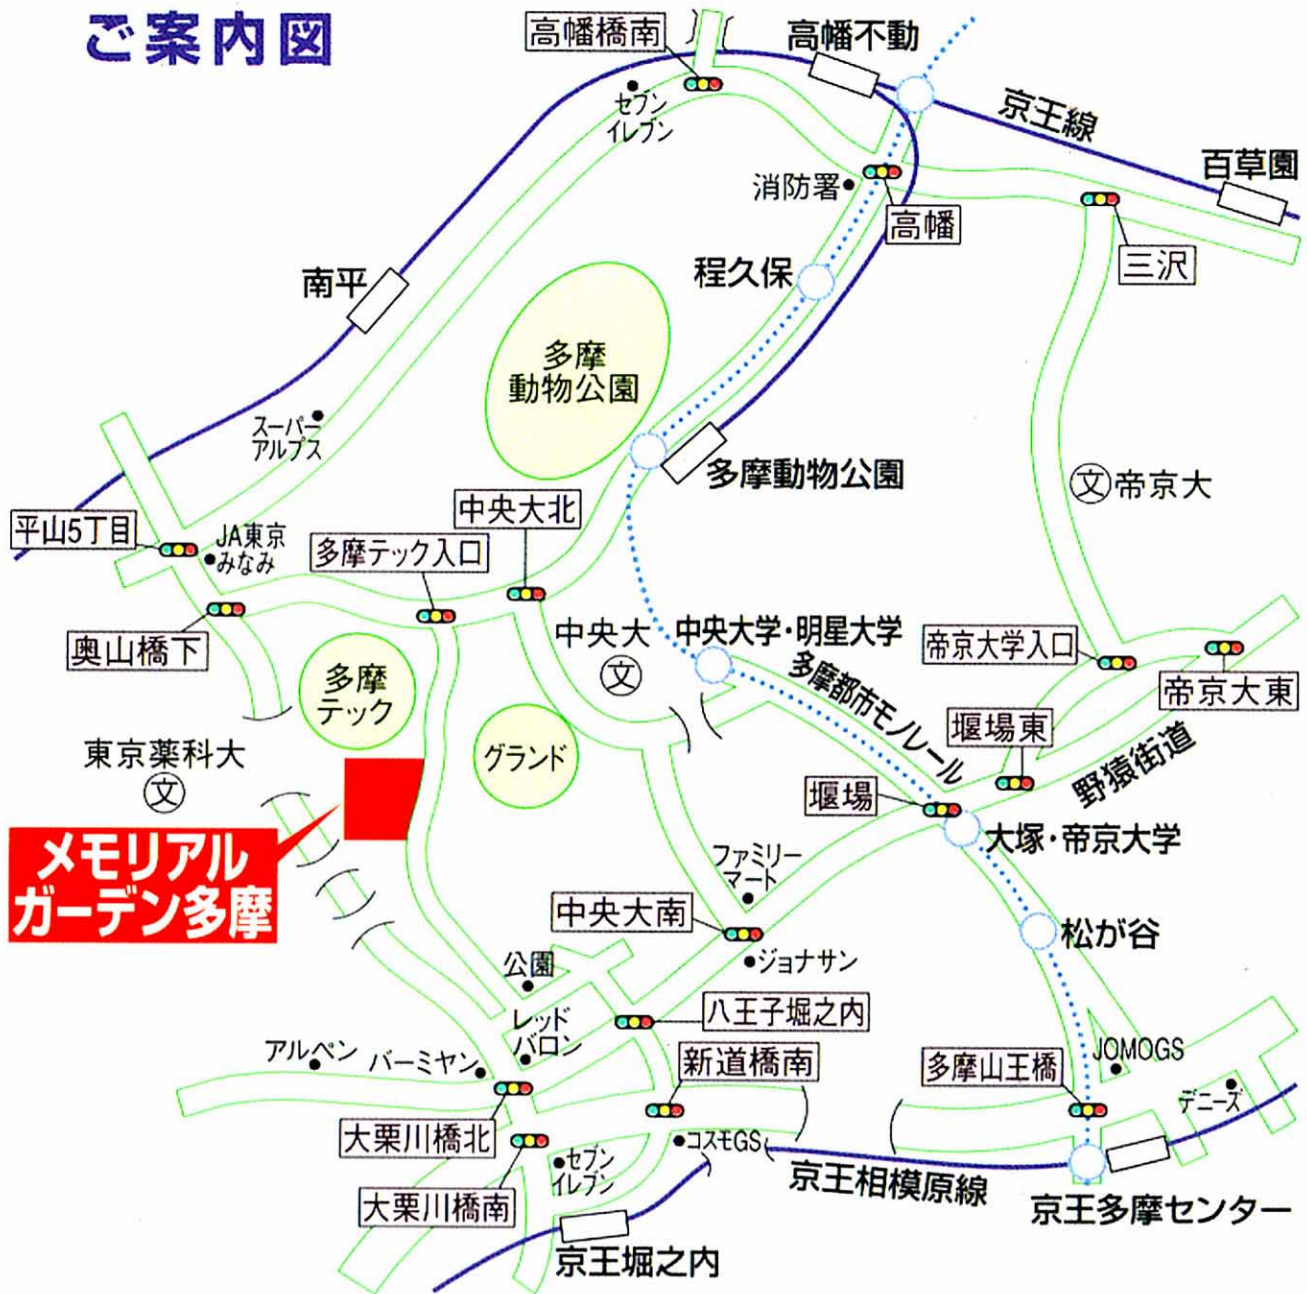 ご案内図
高幡橋南
高幡不動
セブン
イレブン
京王線
百草園
消防署
高幡
三沢
程久保
南平
多摩
動物公園
スーパー
アルプス
多摩動物公園
文
帝京大
中央大北
平山5丁目
JA東京
みなみ
多摩テック入口
奥山橋下
中央大
文
中央大学・明星大学
帝京大学入口
帝京大東
多摩
テック
多摩都市モノレール
堰場東
野猿街道
東京薬科大
文
グランド
堰場
大塚・帝京大学
メモリアル
ガーデン多摩
ファミリー
マート
中央大南
松が谷
ジョナサン
公園
レッド
バロン
八王子堀之内
アルペン
バーミヤン
新道橋南
多摩山王橋
JOMOGS
デニーズ
大栗川橋北
コスモGS
セブン
イレブン
大栗川橋南
京王相模原線
京王多摩センター
京王堀之内